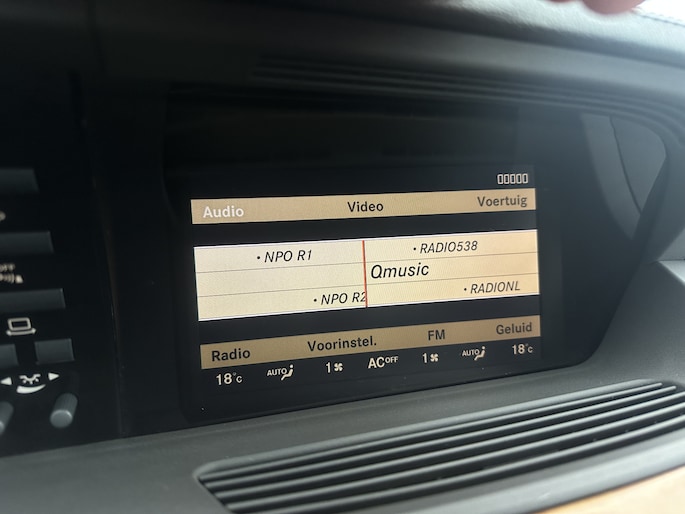 Audio Video Voertuig
• NPO R1 • RADIO538
Qmusic
• NPO R2 • RADIONL
Radio Voorinstel. FM Geluid
18°C AUTO 1 AC OFF 1 AUTO 18°C